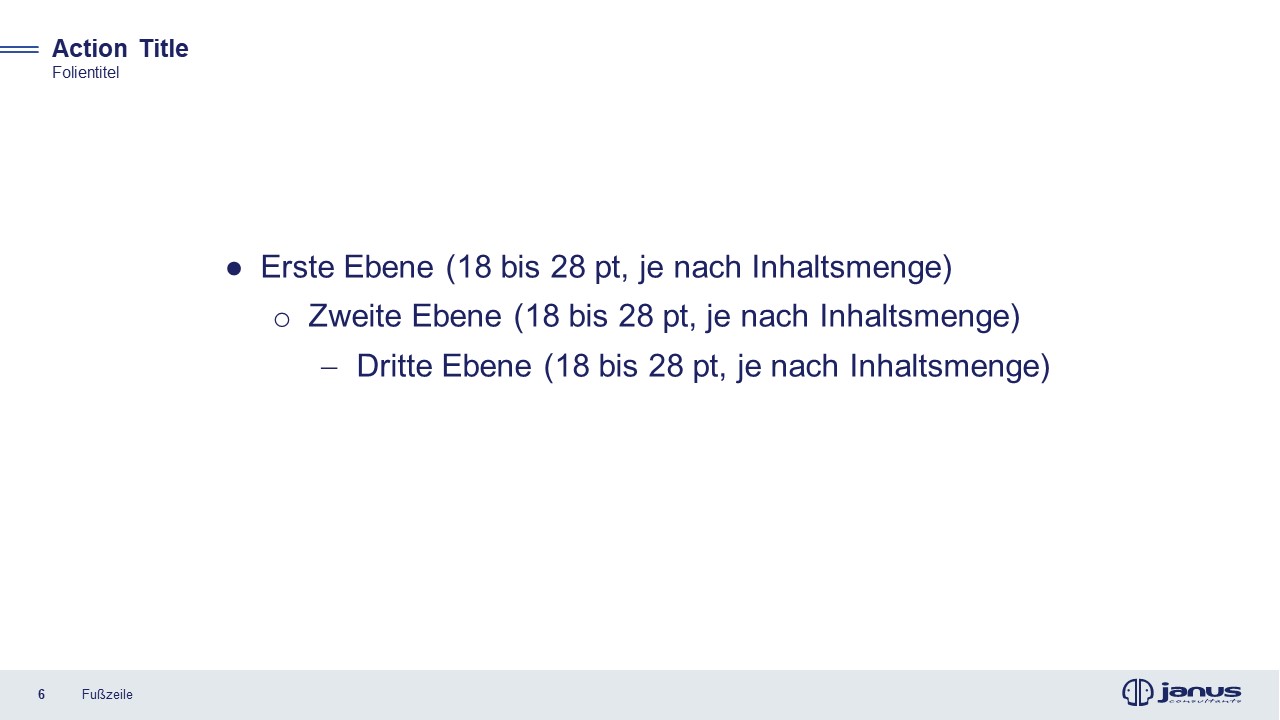 Action Title
Folientitel
● Erste Ebene (18 bis 28 pt, je nach Inhaltsmenge)
○ Zweite Ebene (18 bis 28 pt, je nach Inhaltsmenge)
– Dritte Ebene (18 bis 28 pt, je nach Inhaltsmenge)
6 Fußzeile
janus
consultants